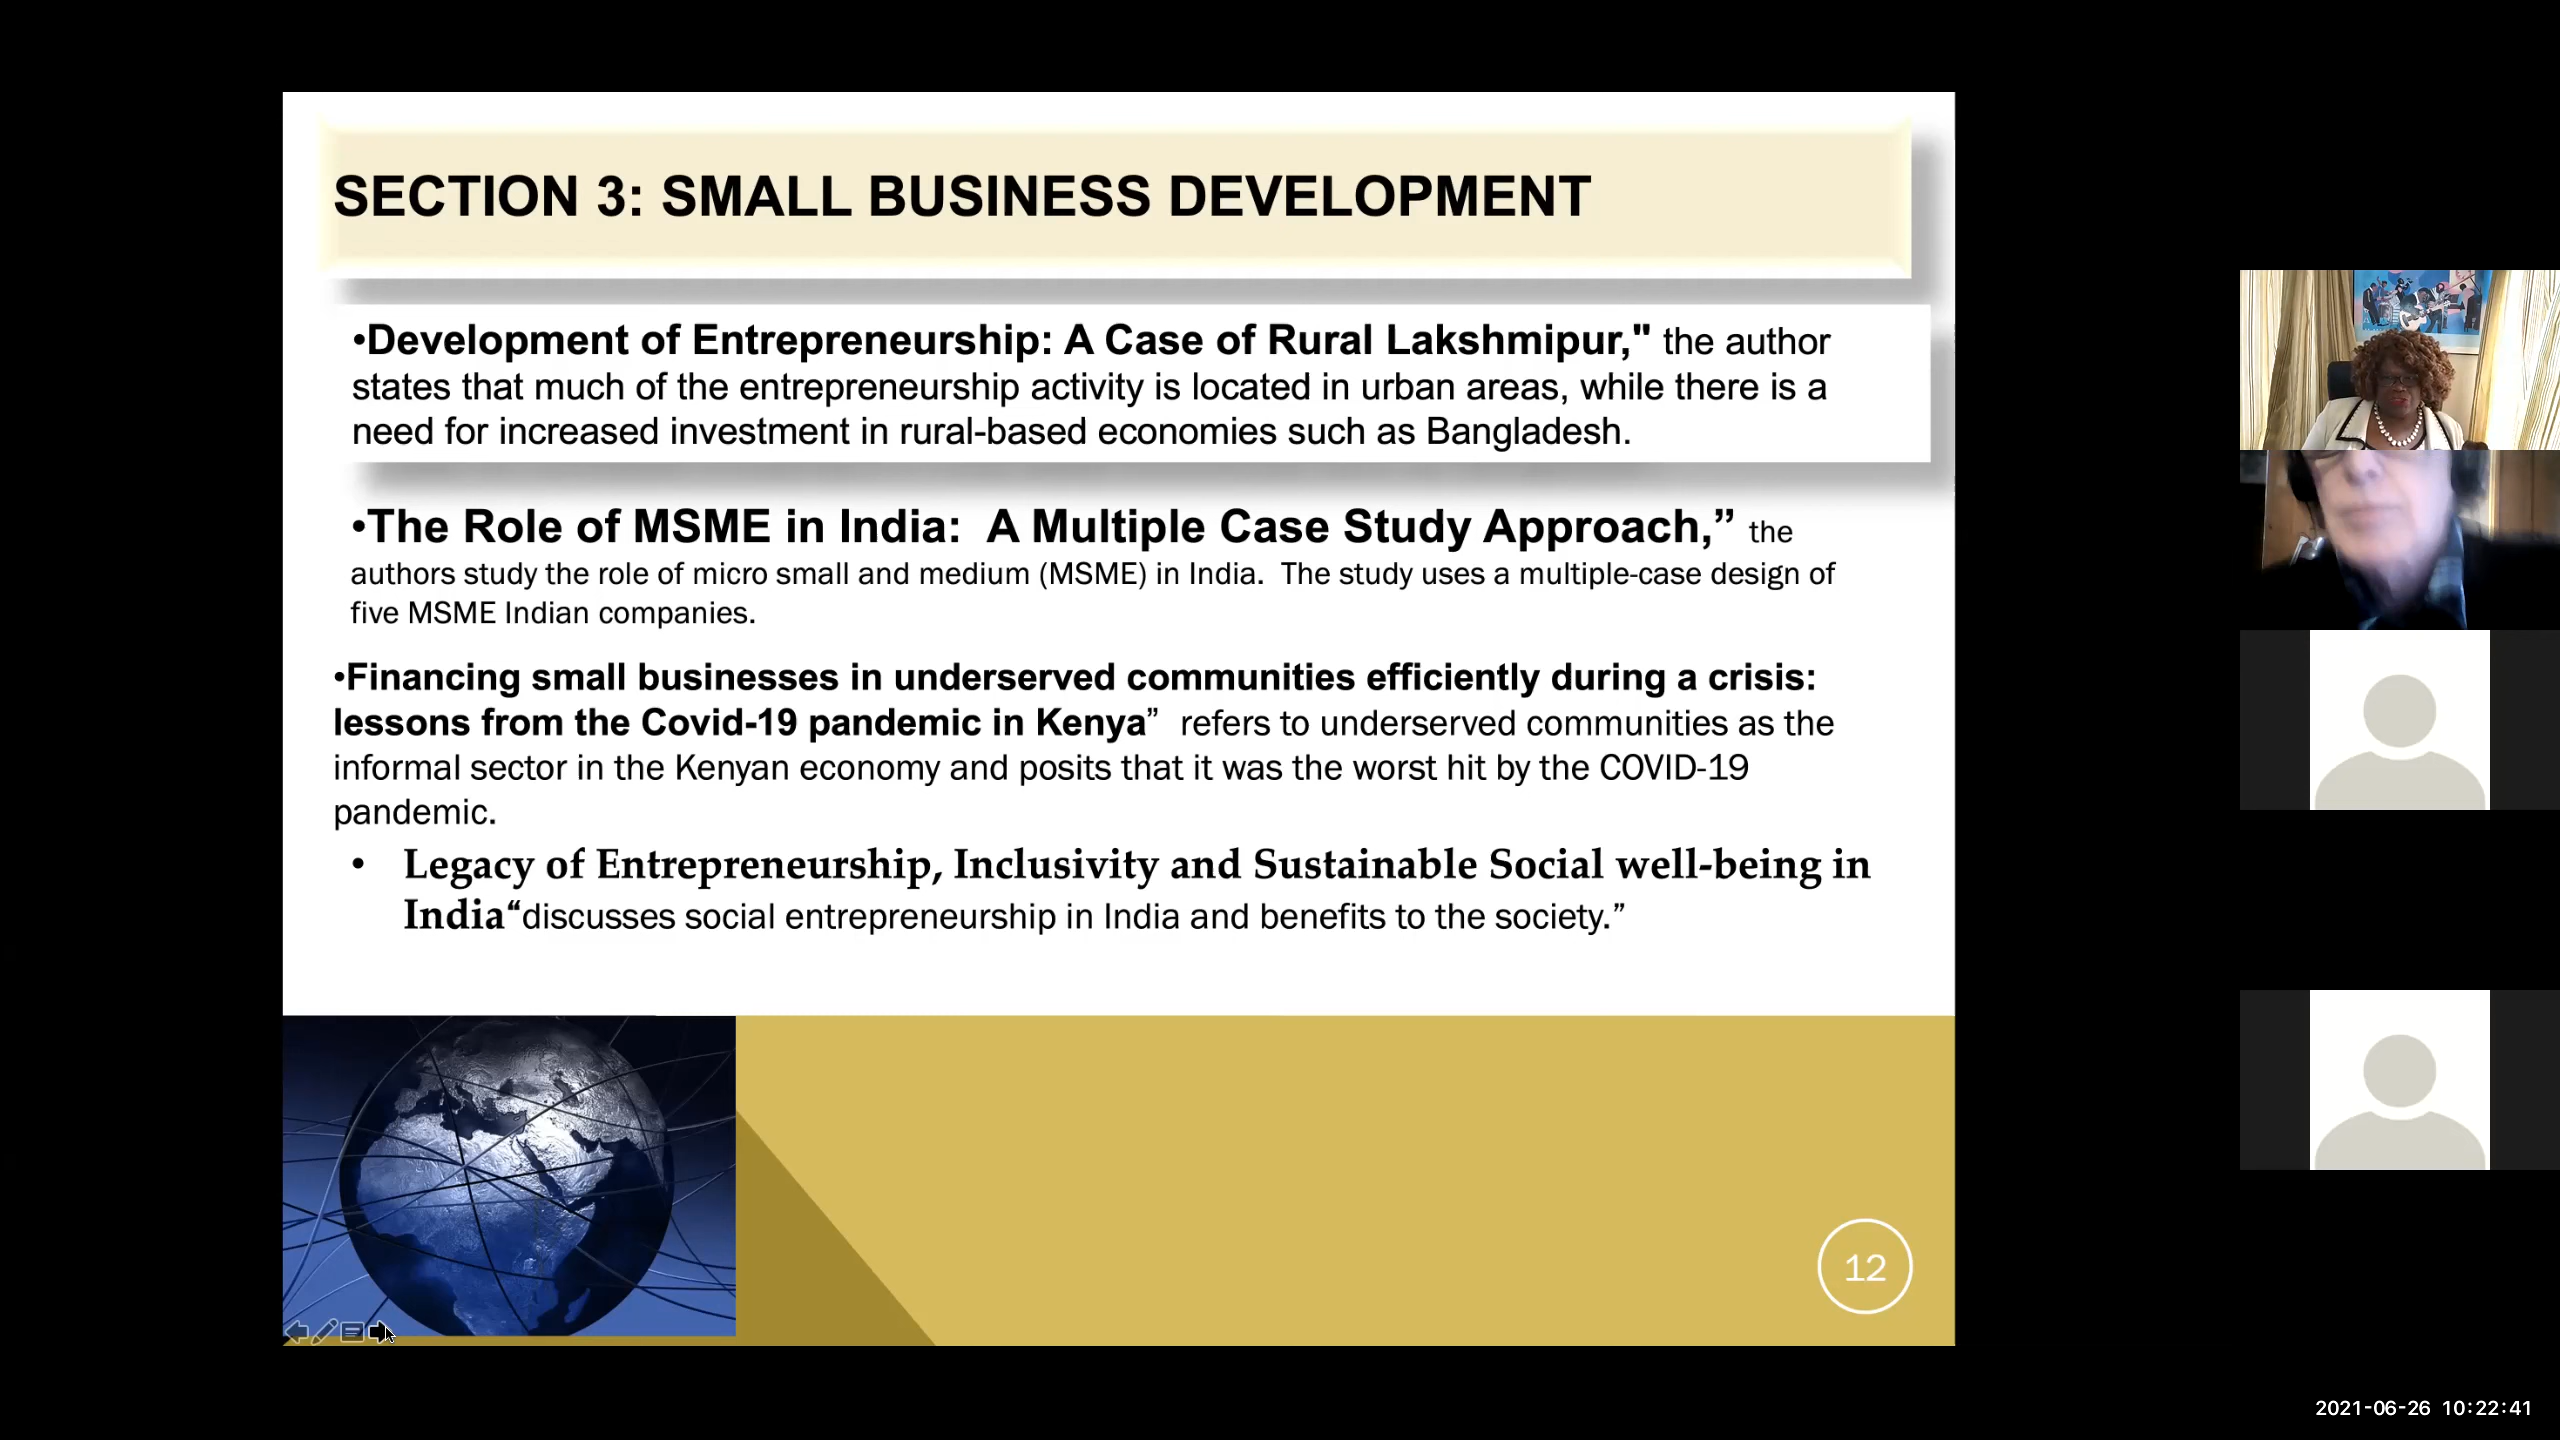 SECTION 3: SMALL BUSINESS DEVELOPMENT
•Development of Entrepreneurship: A Case of Rural Lakshmipur," the author
states that much of the entrepreneurship activity is located in urban areas, while there is a
need for increased investment in rural-based economies such as Bangladesh.
•The Role of MSME in India:  A Multiple Case Study Approach,” the
authors study the role of micro small and medium (MSME) in India.  The study uses a multiple-case design of
five MSME Indian companies.
•Financing small businesses in underserved communities efficiently during a crisis:
lessons from the Covid-19 pandemic in Kenya”  refers to underserved communities as the
informal sector in the Kenyan economy and posits that it was the worst hit by the COVID-19
pandemic.
• Legacy of Entrepreneurship, Inclusivity and Sustainable Social well-being in
India“discusses social entrepreneurship in India and benefits to the society.”
12
2021-06-26 10:22:41